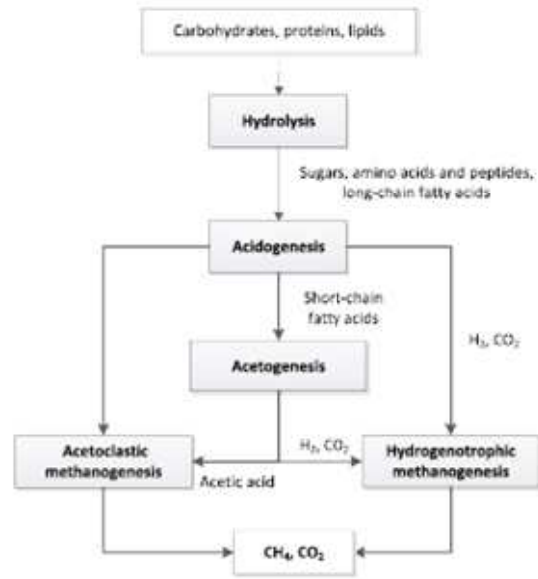 Carbohydrates, proteins, lipids
Hydrolysis
Sugars, amino acids and peptides,
long-chain fatty acids
Acidogenesis
Short-chain
fatty acids
H₂, CO₂
Acetogenesis
Acetoclastic
methanogenesis
H₂, CO₂
Hydrogenotrophic
methanogenesis
Acetic acid
CH₄, CO₂